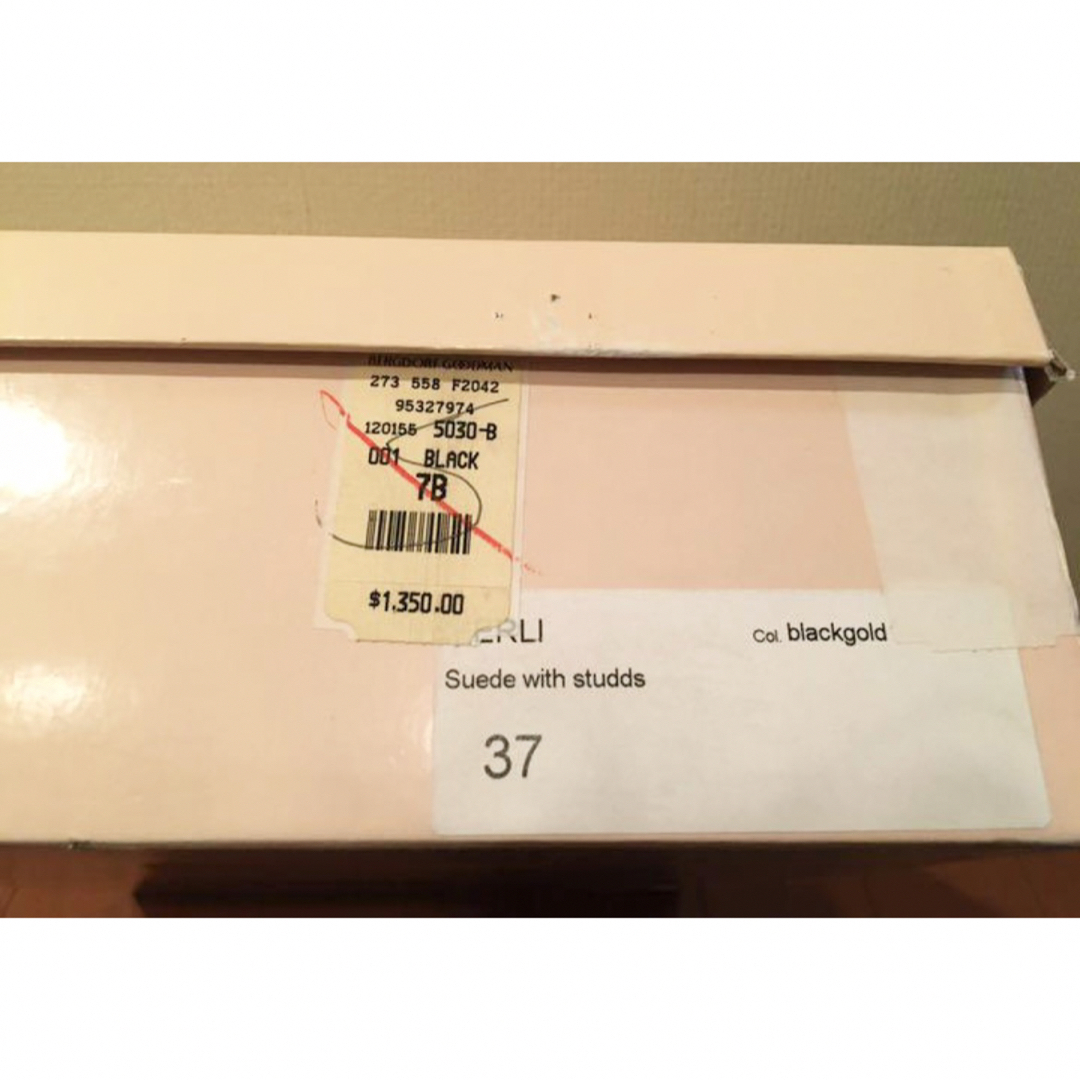 BERGDORF GOODMAN
273 558 F2042
95327974
120155 5030-B
001 BLACK
7B
$1,350.00
Col. blackgold
Suede with studds
37